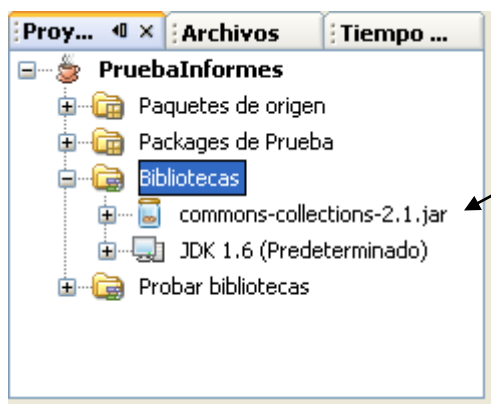 Proy... Archivos Tiempo ...
PruebaInformes
Paquetes de origen
Packages de Prueba
Bibliotecas
commons-collections-2.1.jar
JDK 1.6 (Predeterminado)
Probar bibliotecas